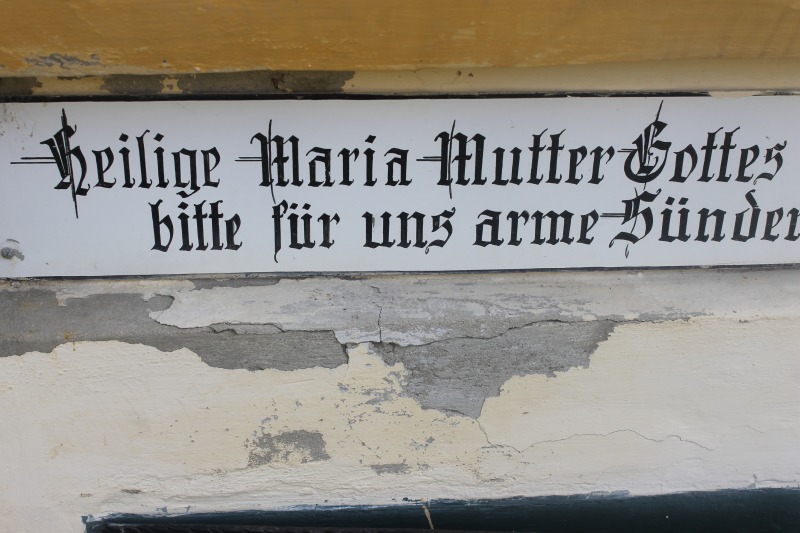 Heilige Maria Mutter Gottes
bitte für uns arme Sünder